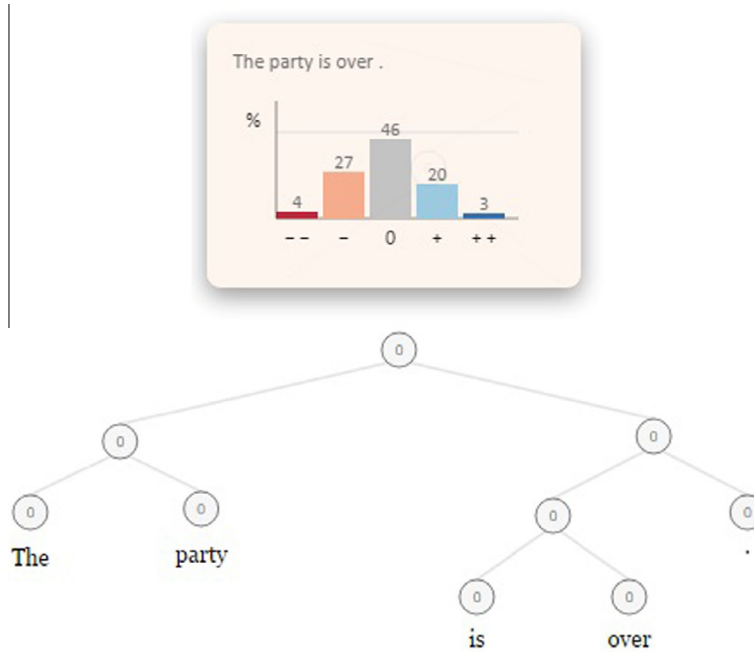 The party is over .
%
46
27
20
4
3
– – – 0 + + +
0
0 0
0 0 0 0
The party .
0 0
is over